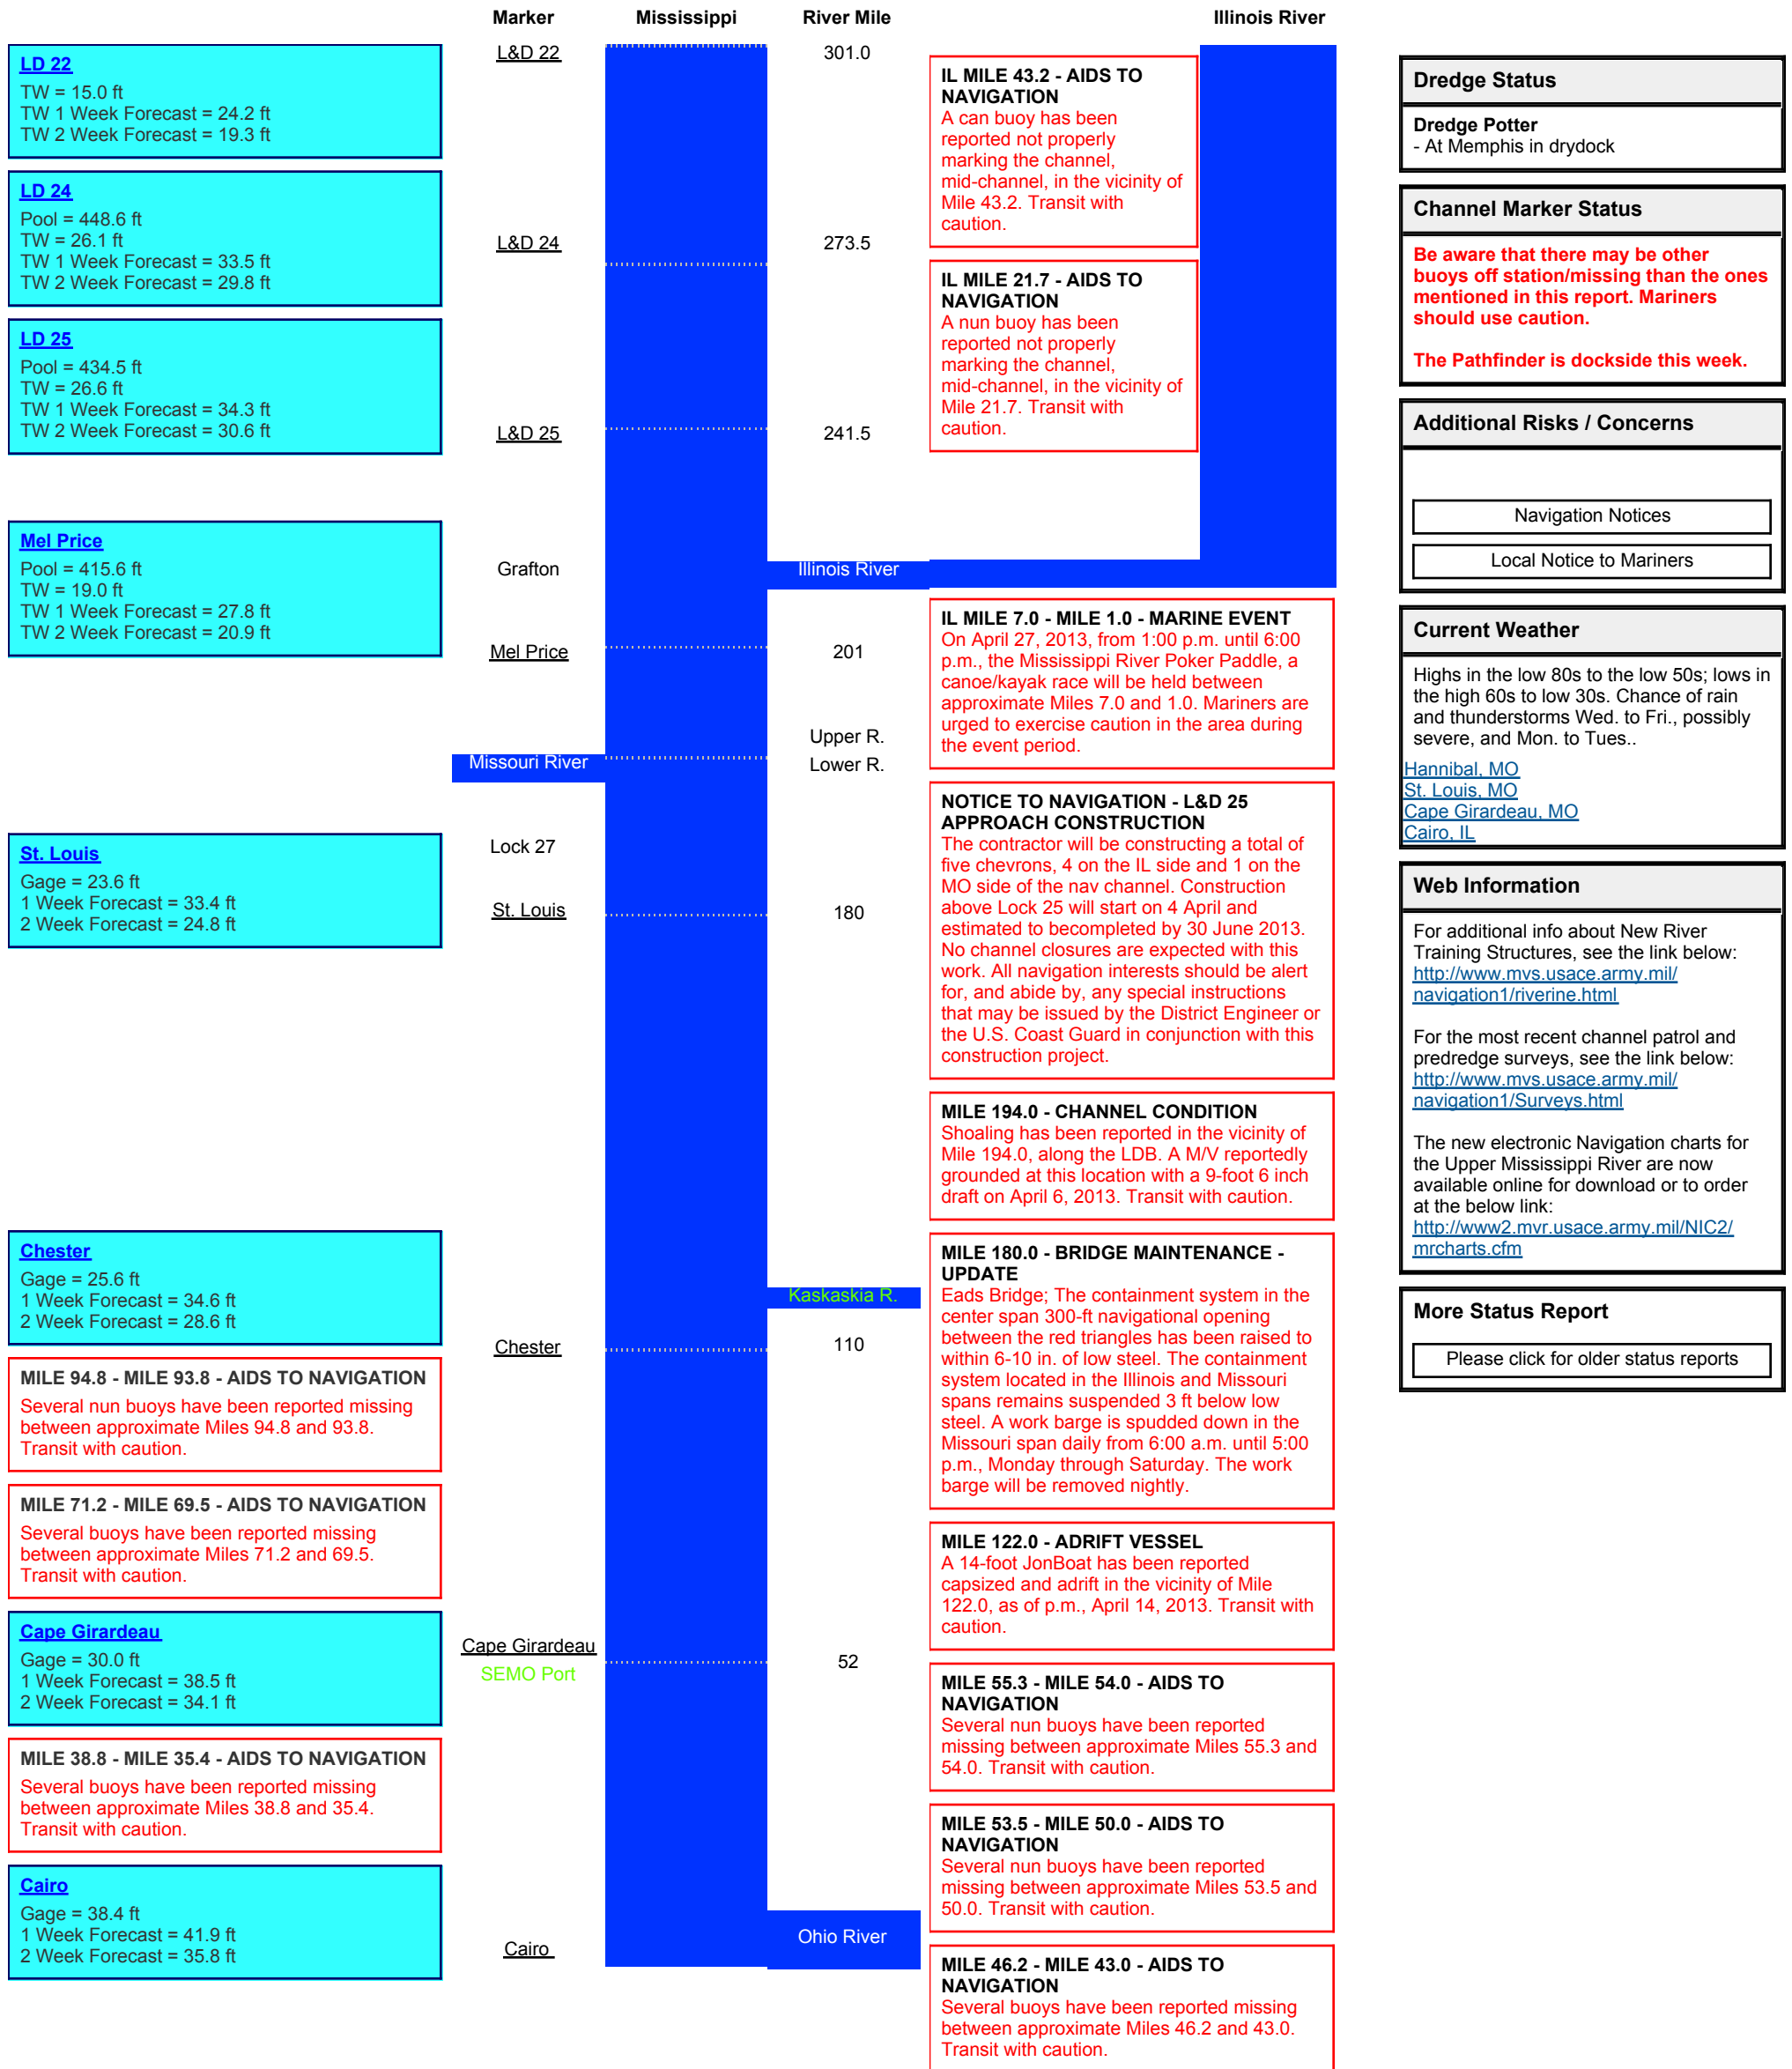 Marker Mississippi River Mile Illinois River
LD 22
TW = 15.0 ft
TW 1 Week Forecast = 24.2 ft
TW 2 Week Forecast = 19.3 ft
LD 24
Pool = 448.6 ft
TW = 26.1 ft
TW 1 Week Forecast = 33.5 ft
TW 2 Week Forecast = 29.8 ft
LD 25
Pool = 434.5 ft
TW = 26.6 ft
TW 1 Week Forecast = 34.3 ft
TW 2 Week Forecast = 30.6 ft
Mel Price
Pool = 415.6 ft
TW = 19.0 ft
TW 1 Week Forecast = 27.8 ft
TW 2 Week Forecast = 20.9 ft
St. Louis
Gage = 23.6 ft
1 Week Forecast = 33.4 ft
2 Week Forecast = 24.8 ft
Chester
Gage = 25.6 ft
1 Week Forecast = 34.6 ft
2 Week Forecast = 28.6 ft
MILE 94.8 - MILE 93.8 - AIDS TO NAVIGATION
Several nun buoys have been reported missing
between approximate Miles 94.8 and 93.8.
Transit with caution.
MILE 71.2 - MILE 69.5 - AIDS TO NAVIGATION
Several buoys have been reported missing
between approximate Miles 71.2 and 69.5.
Transit with caution.
Cape Girardeau
Gage = 30.0 ft
1 Week Forecast = 38.5 ft
2 Week Forecast = 34.1 ft
MILE 38.8 - MILE 35.4 - AIDS TO NAVIGATION
Several buoys have been reported missing
between approximate Miles 38.8 and 35.4.
Transit with caution.
Cairo
Gage = 38.4 ft
1 Week Forecast = 41.9 ft
2 Week Forecast = 35.8 ft
L&D 22 301.0
L&D 24 273.5
L&D 25 241.5
Grafton Illinois River
Mel Price 201
Upper R.
Missouri River Lower R.
Lock 27
St. Louis 180
Kaskaskia R.
Chester 110
Cape Girardeau 52
SEMO Port
Ohio River
Cairo
IL MILE 43.2 - AIDS TO
NAVIGATION
A can buoy has been
reported not properly
marking the channel,
mid-channel, in the vicinity of
Mile 43.2. Transit with
caution.
IL MILE 21.7 - AIDS TO
NAVIGATION
A nun buoy has been
reported not properly
marking the channel,
mid-channel, in the vicinity of
Mile 21.7. Transit with
caution.
IL MILE 7.0 - MILE 1.0 - MARINE EVENT
On April 27, 2013, from 1:00 p.m. until 6:00
p.m., the Mississippi River Poker Paddle, a
canoe/kayak race will be held between
approximate Miles 7.0 and 1.0. Mariners are
urged to exercise caution in the area during
the event period.
NOTICE TO NAVIGATION - L&D 25
APPROACH CONSTRUCTION
The contractor will be constructing a total of
five chevrons, 4 on the IL side and 1 on the
MO side of the nav channel. Construction
above Lock 25 will start on 4 April and
estimated to becompleted by 30 June 2013.
No channel closures are expected with this
work. All navigation interests should be alert
for, and abide by, any special instructions
that may be issued by the District Engineer or
the U.S. Coast Guard in conjunction with this
construction project.
MILE 194.0 - CHANNEL CONDITION
Shoaling has been reported in the vicinity of
Mile 194.0, along the LDB. A M/V reportedly
grounded at this location with a 9-foot 6 inch
draft on April 6, 2013. Transit with caution.
MILE 180.0 - BRIDGE MAINTENANCE -
UPDATE
Eads Bridge; The containment system in the
center span 300-ft navigational opening
between the red triangles has been raised to
within 6-10 in. of low steel. The containment
system located in the Illinois and Missouri
spans remains suspended 3 ft below low
steel. A work barge is spudded down in the
Missouri span daily from 6:00 a.m. until 5:00
p.m., Monday through Saturday. The work
barge will be removed nightly.
MILE 122.0 - ADRIFT VESSEL
A 14-foot JonBoat has been reported
capsized and adrift in the vicinity of Mile
122.0, as of p.m., April 14, 2013. Transit with
caution.
MILE 55.3 - MILE 54.0 - AIDS TO
NAVIGATION
Several nun buoys have been reported
missing between approximate Miles 55.3 and
54.0. Transit with caution.
MILE 53.5 - MILE 50.0 - AIDS TO
NAVIGATION
Several nun buoys have been reported
missing between approximate Miles 53.5 and
50.0. Transit with caution.
MILE 46.2 - MILE 43.0 - AIDS TO
NAVIGATION
Several buoys have been reported missing
between approximate Miles 46.2 and 43.0.
Transit with caution.
Dredge Status
Dredge Potter
- At Memphis in drydock
Channel Marker Status
Be aware that there may be other
buoys off station/missing than the ones
mentioned in this report. Mariners
should use caution.
The Pathfinder is dockside this week.
Additional Risks / Concerns
Navigation Notices
Local Notice to Mariners
Current Weather
Highs in the low 80s to the low 50s; lows in
the high 60s to low 30s. Chance of rain
and thunderstorms Wed. to Fri., possibly
severe, and Mon. to Tues..
Hannibal, MO
St. Louis, MO
Cape Girardeau, MO
Cairo, IL
Web Information
For additional info about New River
Training Structures, see the link below:
http://www.mvs.usace.army.mil/
navigation1/riverine.html
For the most recent channel patrol and
predredge surveys, see the link below:
http://www.mvs.usace.army.mil/
navigation1/Surveys.html
The new electronic Navigation charts for
the Upper Mississippi River are now
available online for download or to order
at the below link:
http://www2.mvr.usace.army.mil/NIC2/
mrcharts.cfm
More Status Report
Please click for older status reports